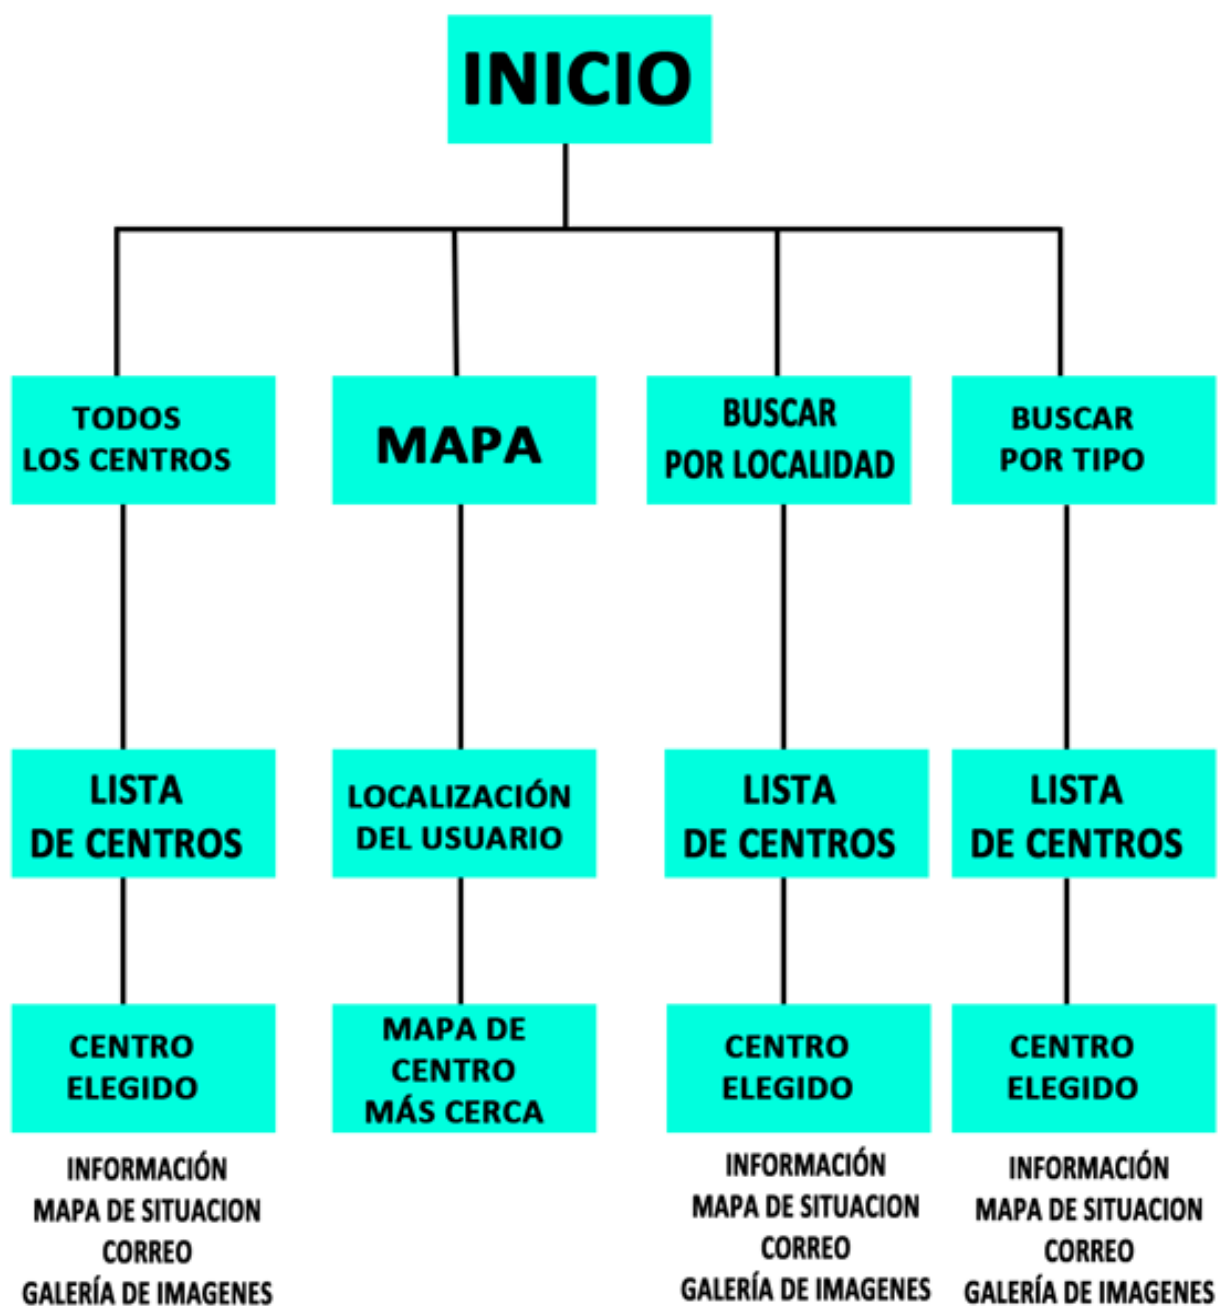 INICIO
TODOS
LOS CENTROS
MAPA
BUSCAR
POR LOCALIDAD
BUSCAR
POR TIPO
LISTA
DE CENTROS
LOCALIZACIÓN
DEL USUARIO
LISTA
DE CENTROS
LISTA
DE CENTROS
CENTRO
ELEGIDO
MAPA DE
CENTRO
MÁS CERCA
CENTRO
ELEGIDO
CENTRO
ELEGIDO
INFORMACIÓN
MAPA DE SITUACION
CORREO
GALERÍA DE IMAGENES
INFORMACIÓN
MAPA DE SITUACION
CORREO
GALERÍA DE IMAGENES
INFORMACIÓN
MAPA DE SITUACION
CORREO
GALERÍA DE IMAGENES